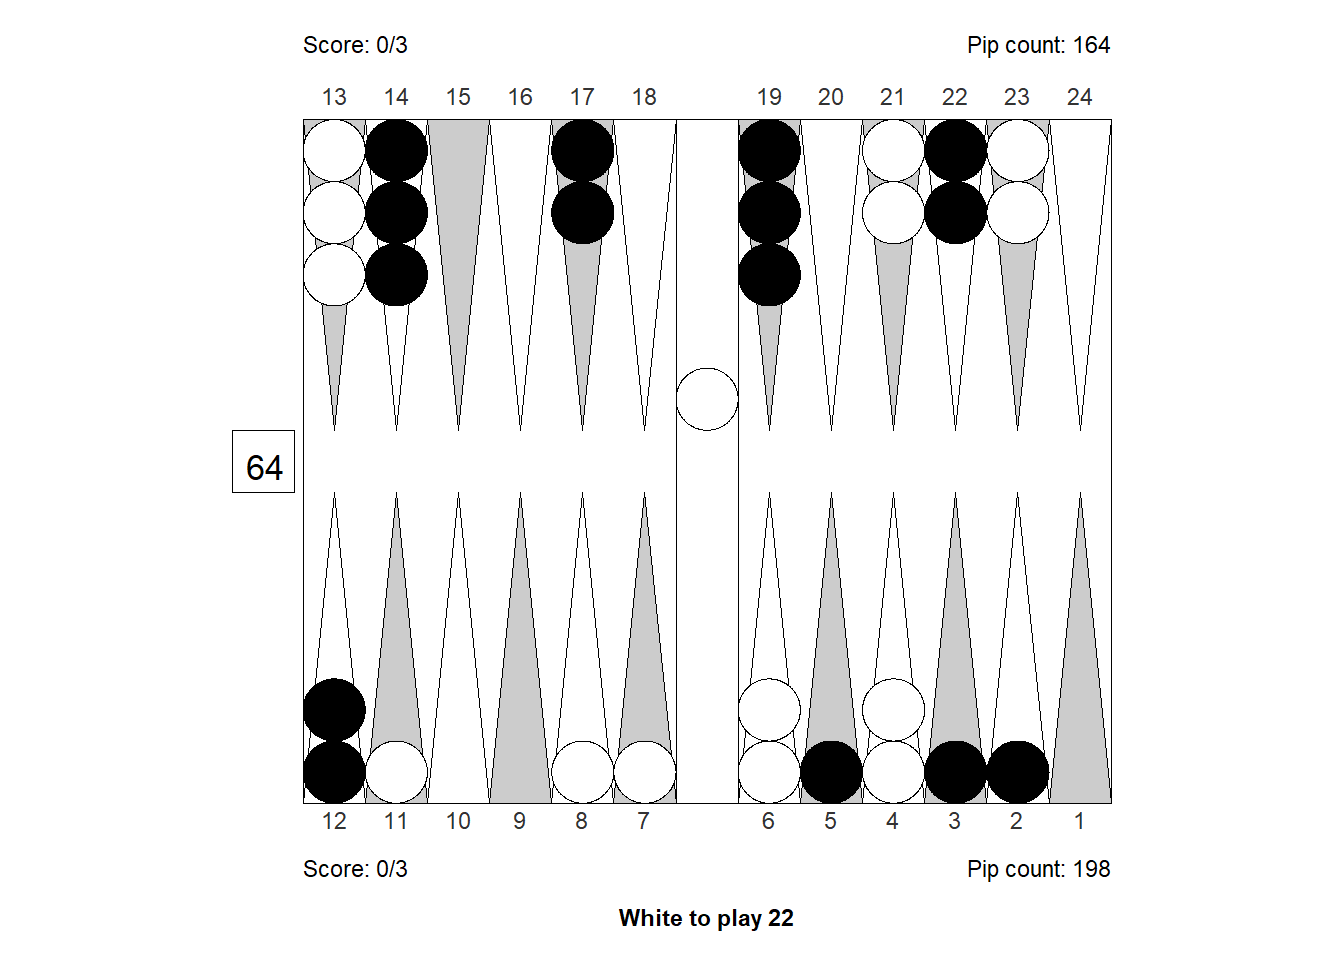 Score: 0/3 Pip count: 164
13 14 15 16 17 18 19 20 21 22 23 24
64
12 11 10 9 8 7 6 5 4 3 2 1
Score: 0/3 Pip count: 198
White to play 22